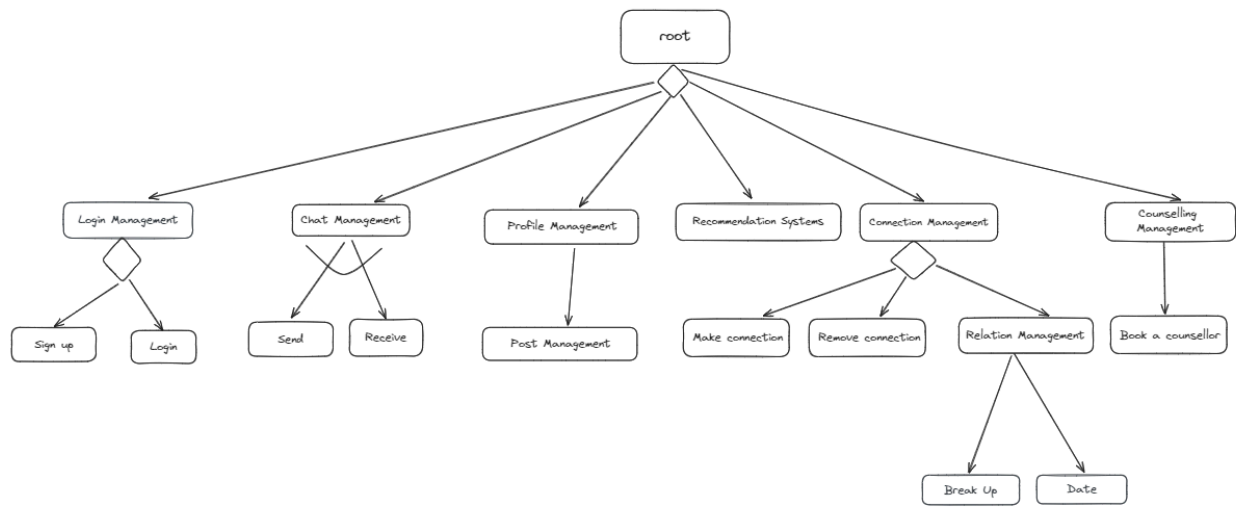 root
Login Management
Chat Management
Profile Management
Recommendation Systems
Connection Management
Counselling
Management
Sign up
Login
Send
Receive
Post Management
Make connection
Remove connection
Relation Management
Book a counsellor
Break Up
Date